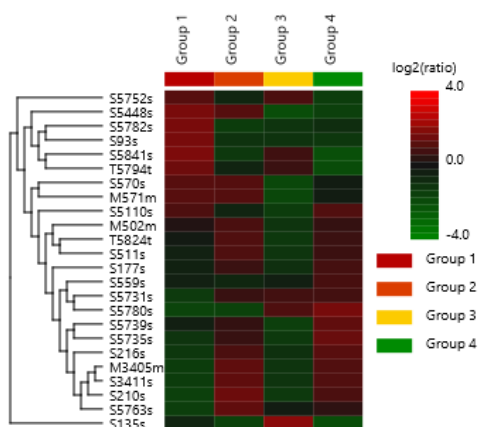 Group 1
Group 2
Group 3
Group 4
log2(ratio)
4.0
0.0
-4.0
Group 1
Group 2
Group 3
Group 4
S5752s
S5448s
S5782s
S93s
S5841s
T5794t
S570s
M571m
S5110s
M502m
T5824t
S511s
S177s
S559s
S5731s
S5780s
S5739s
S5735s
S216s
M3405m
S3411s
S210s
S5763s
S135s